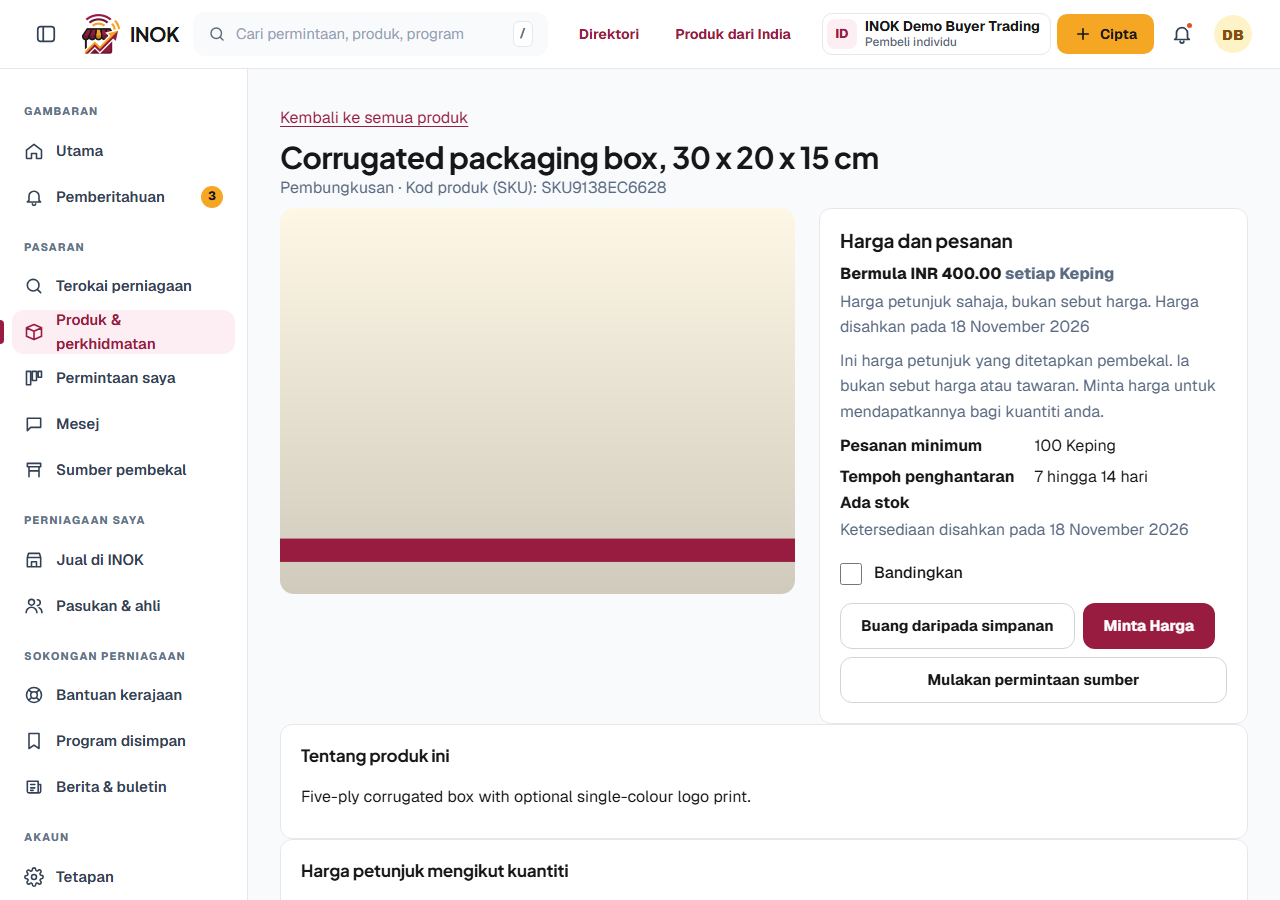 INOK
Cari permintaan, produk, program
/
Direktori
Produk dari India
ID
INOK Demo Buyer Trading
Pembeli individu
Cipta
DB
GAMBARAN
Utama
Pemberitahuan
3
PASARAN
Terokai perniagaan
Produk &
perkhidmatan
Permintaan saya
Mesej
Sumber pembekal
PERNIAGAAN SAYA
Jual di INOK
Pasukan & ahli
SOKONGAN PERNIAGAAN
Bantuan kerajaan
Program disimpan
Berita & buletin
AKAUN
Tetapan
Kembali ke semua produk
Corrugated packaging box, 30 x 20 x 15 cm
Pembungkusan · Kod produk (SKU): SKU9138EC6628
Harga dan pesanan
Bermula INR 400.00 setiap Keping
Harga petunjuk sahaja, bukan sebut harga. Harga
disahkan pada 18 November 2026
Ini harga petunjuk yang ditetapkan pembekal. Ia
bukan sebut harga atau tawaran. Minta harga untuk
mendapatkannya bagi kuantiti anda.
Pesanan minimum 100 Keping
Tempoh penghantaran 7 hingga 14 hari
Ada stok
Ketersediaan disahkan pada 18 November 2026
Bandingkan
Buang daripada simpanan
Minta Harga
Mulakan permintaan sumber
Tentang produk ini
Five-ply corrugated box with optional single-colour logo print.
Harga petunjuk mengikut kuantiti